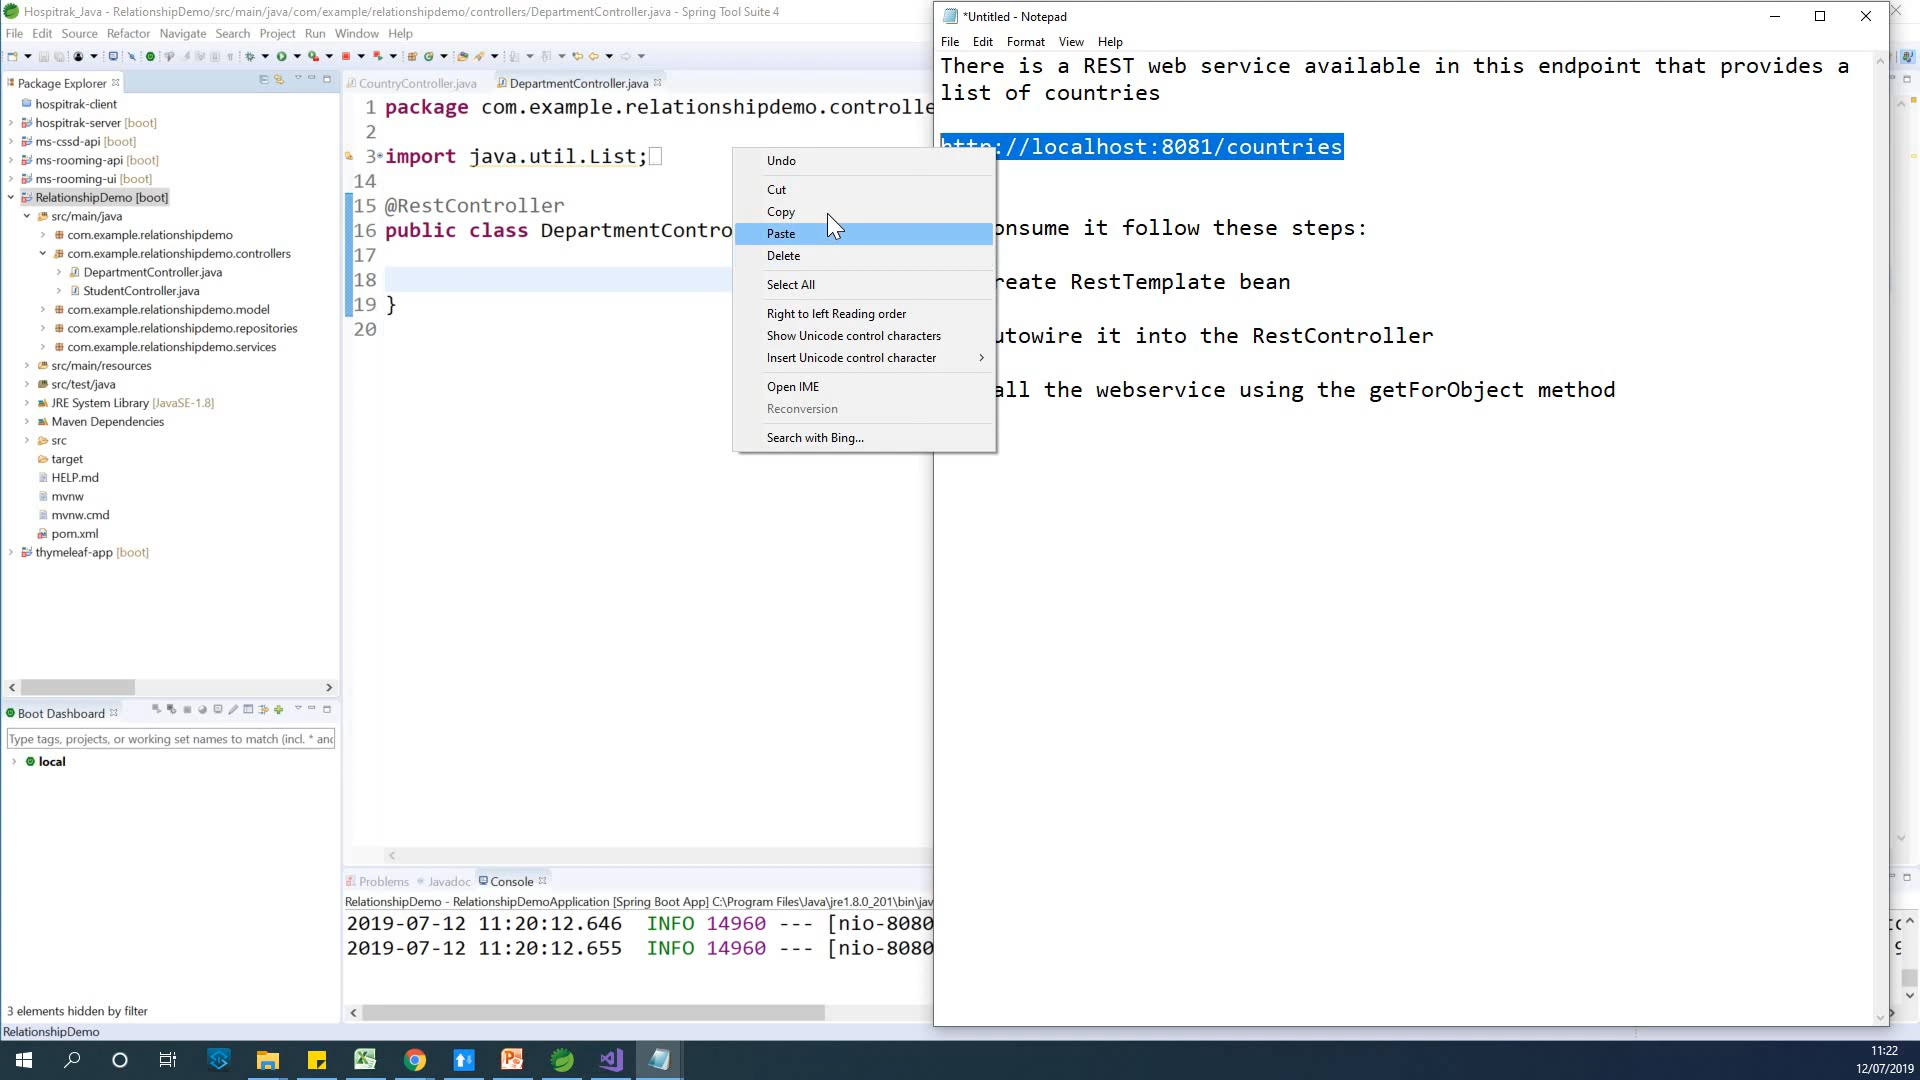 Hospitrak_Java - RelationshipDemo/src/main/java/com/example/relationshipdemo/controllers/DepartmentController.java - Spring Tool Suite 4
File Edit Source Refactor Navigate Search Project Run Window Help
Package Explorer
hospitrak-client
hospitrak-server [boot]
ms-cssd-api [boot]
ms-rooming-api [boot]
ms-rooming-ui [boot]
RelationshipDemo [boot]
src/main/java
com.example.relationshipdemo
com.example.relationshipdemo.controllers
DepartmentController.java
StudentController.java
com.example.relationshipdemo.model
com.example.relationshipdemo.repositories
com.example.relationshipdemo.services
src/main/resources
src/test/java
JRE System Library [JavaSE-1.8]
Maven Dependencies
src
target
HELP.md
mvnw
mvnw.cmd
pom.xml
thymeleaf-app [boot]
Boot Dashboard
Type tags, projects, or working set names to match (incl. * and
local
3 elements hidden by filter
RelationshipDemo
CountryController.java DepartmentController.java
1 package com.example.relationshipdemo.controlle
2
3 import java.util.List;
14
15 @RestController
16 public class DepartmentContro
17
18
19 }
20
Problems Javadoc Console
RelationshipDemo - RelationshipDemoApplication [Spring Boot App] C:\Program Files\Java\jre1.8.0_201\bin\jav
2019-07-12 11:20:12.646 INFO 14960 --- [nio-8080
2019-07-12 11:20:12.655 INFO 14960 --- [nio-8080
*Untitled - Notepad
File Edit Format View Help
There is a REST web service available in this endpoint that provides a
list of countries
http://localhost:8081/countries
onsume it follow these steps:
reate RestTemplate bean
utowire it into the RestController
all the webservice using the getForObject method
Undo
Cut
Copy
Paste
Delete
Select All
Right to left Reading order
Show Unicode control characters
Insert Unicode control character
Open IME
Reconversion
Search with Bing...
11:22
12/07/2019